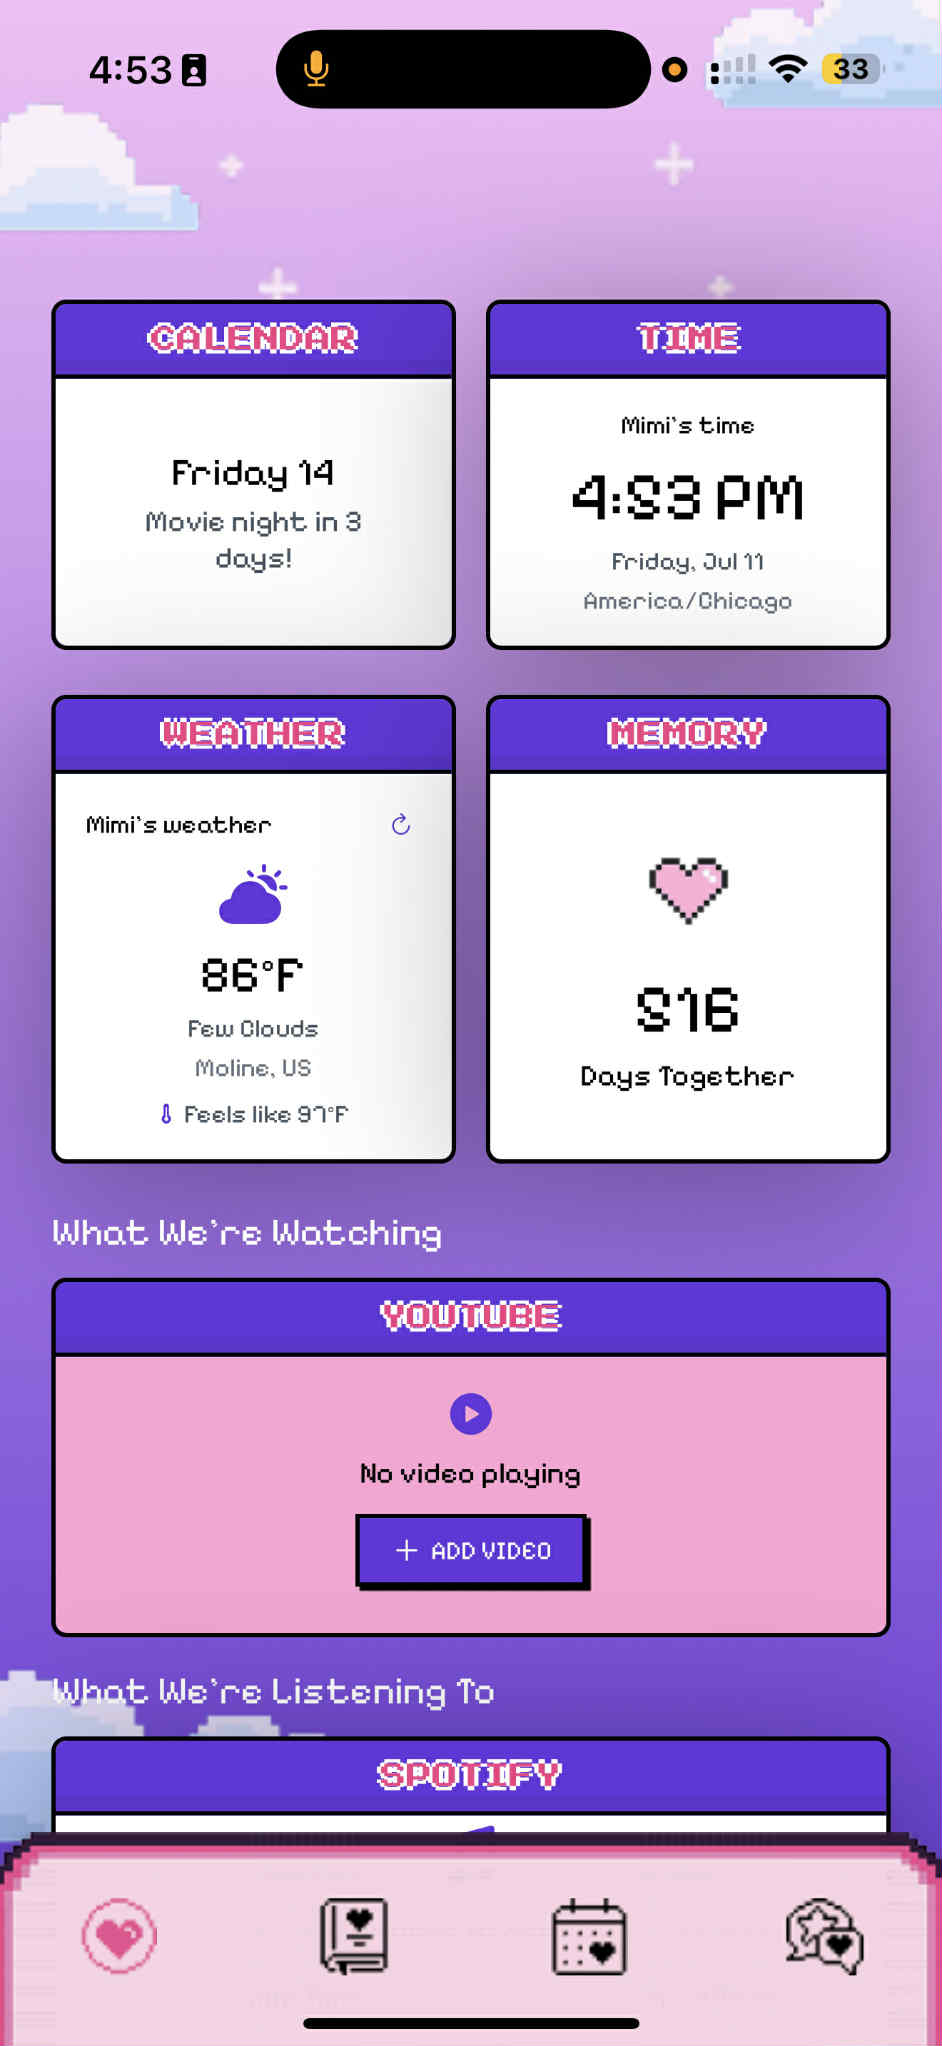 4:53
33
CALENDAR
Friday 14
Movie night in 3
days!
TIME
Mimi's time
4:53 PM
Friday, Jul 11
America/Chicago
WEATHER
Mimi's weather
86°F
Few Clouds
Moline, US
Feels like 97°F
MEMORY
516
Days Together
What We're Watching
YOUTUBE
No video playing
+ ADD VIDEO
What We're Listening To
SPOTIFY